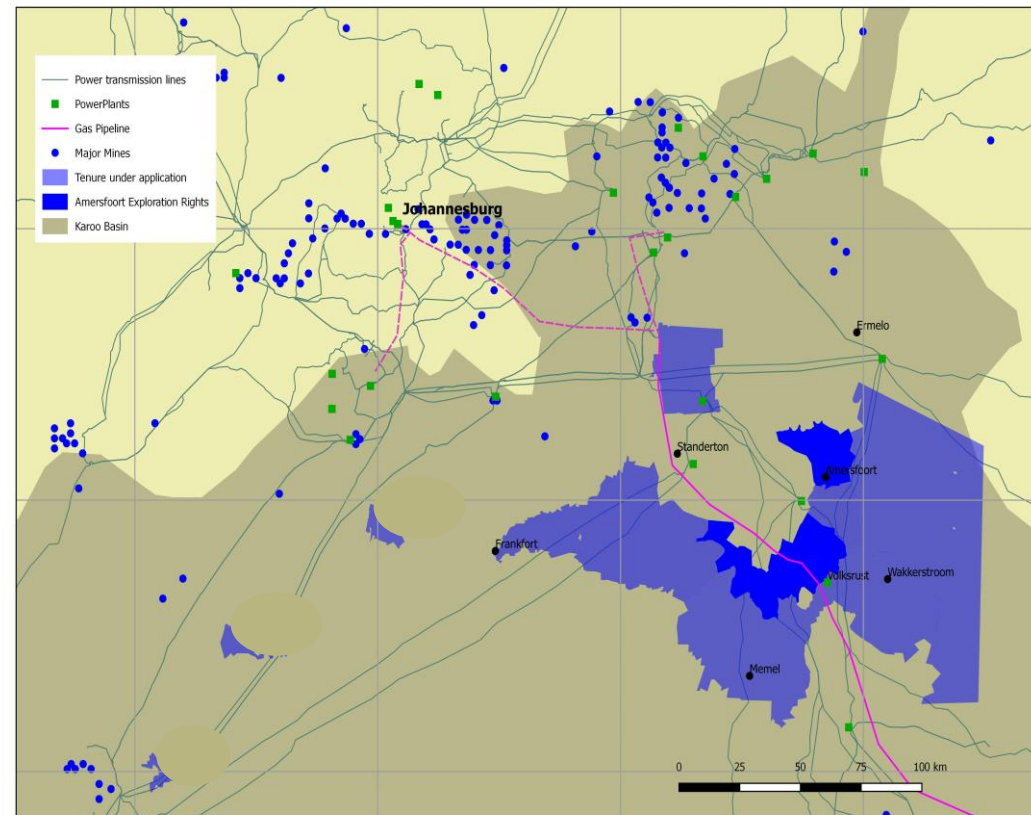 Power transmission lines
PowerPlants
Gas Pipeline
Major Mines
Tenure under application
Amersfoort Exploration Rights
Karoo Basin
Johannesburg
Ermelo
Standerton
Amersfoort
Frankfort
Volksrust
Wakkerstroom
Memel
0 25 50 75 100 km